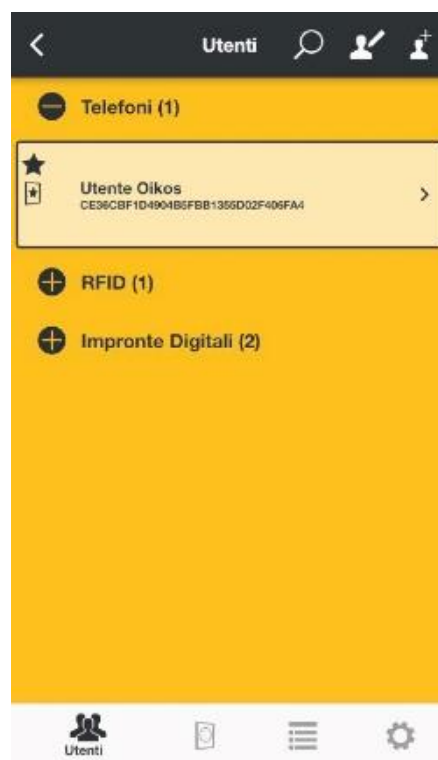 Utenti
Telefoni (1)
Utente Oikos
CE36CBF1D4904B5FBB1355D02F406FA4
RFID (1)
Impronte Digitali (2)
Utenti